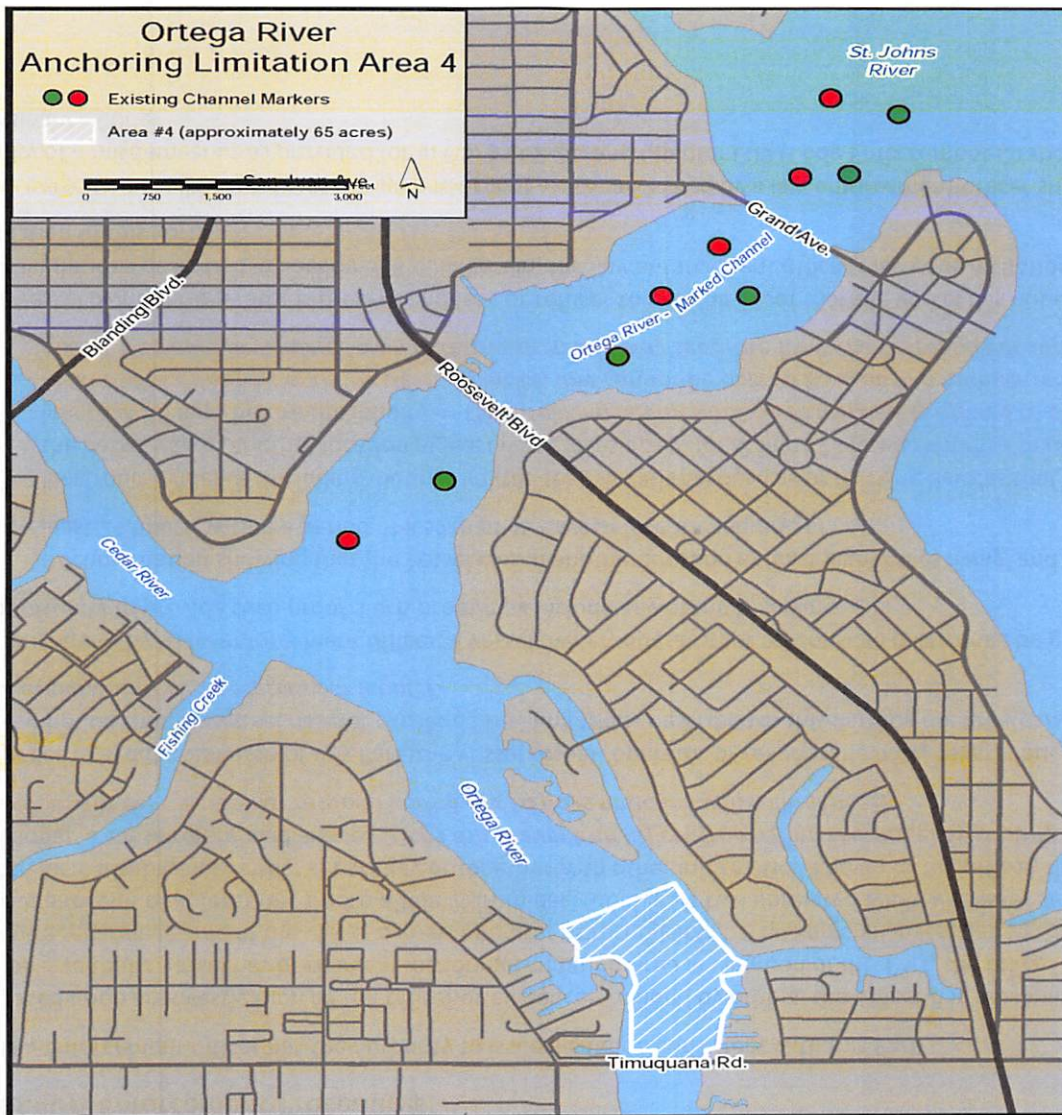 Ortega River
Anchoring Limitation Area 4
Existing Channel Markers
Area #4 (approximately 65 acres)
San Juan Ave.
Feet
0 750 1,500 3,000
N
St. Johns
River
Grand Ave.
Ortega River - Marked Channel
Blanding Blvd.
Roosevelt Blvd
Cedar River
Fishing Creek
Ortega River
Timuquana Rd.